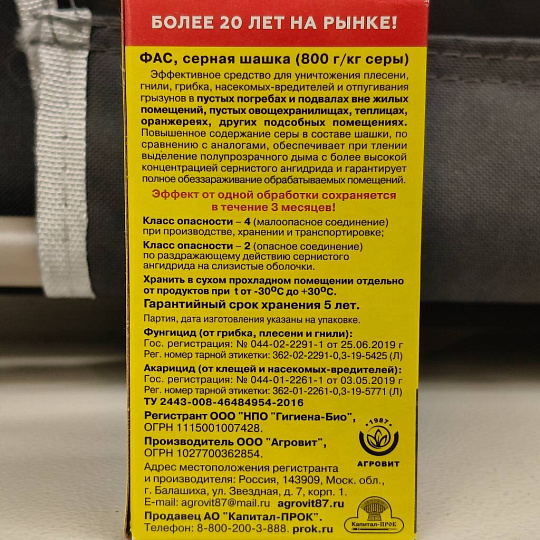 БОЛЕЕ 20 ЛЕТ НА РЫНКЕ!
ФАС, серная шашка (800 г/кг серы)
Эффективное средство для уничтожения плесени,
гнили, грибка, насекомых-вредителей и отпугивания
грызунов в пустых погребах и подвалах вне жилых
помещений, пустых овощехранилищах, теплицах,
оранжереях, других подсобных помещениях.
Повышенное содержание серы в составе шашки, по
сравнению с аналогами, обеспечивает при тлении
выделение полупрозрачного дыма с более высокой
концентрацией сернистого ангидрида и гарантирует
полное обеззараживание обрабатываемых помещений.
Эффект от одной обработки сохраняется
в течение 3 месяцев!
Класс опасности – 4 (малоопасное соединение)
при производстве, хранении и транспортировке;
Класс опасности – 2 (опасное соединение)
по раздражающему действию сернистого
ангидрида на слизистые оболочки.
Хранить в сухом прохладном помещении отдельно
от продуктов при t от -30ºС до +30ºС.
Гарантийный срок хранения 5 лет.
Партия, дата изготовления указаны на упаковке.
Фунгицид (от грибка, плесени и гнили):
Гос. регистрация: № 044-02-2291-1 от 25.06.2019 г
Рег. номер тарной этикетки: 362-02-2291-0,3-19-5425 (Л)
Акарицид (от клещей и насекомых-вредителей):
Гос. регистрация: № 044-01-2261-1 от 03.05.2019 г
Рег. номер тарной этикетки: 362-01-2261-0,3-19-5771 (Л)
ТУ 2443-008-46484954-2016
Регистрант ООО "НПО "Гигиена-Био",
ОГРН 1115001007428.
Производитель ООО "Агровит",
ОГРН 1027700362854.
•1987•
АГРОВИТ
Адрес местоположения регистранта
и производителя: Россия, 143909, Моск. обл.,
г. Балашиха, ул. Звездная, д. 7, корп. 1.
E-mail: agrovit87@mail.ru agrovit87.ru
Продавец АО "Капитал-ПРОК".
Телефон: 8-800-200-3-888. prok.ru
Капитал-ПРОК